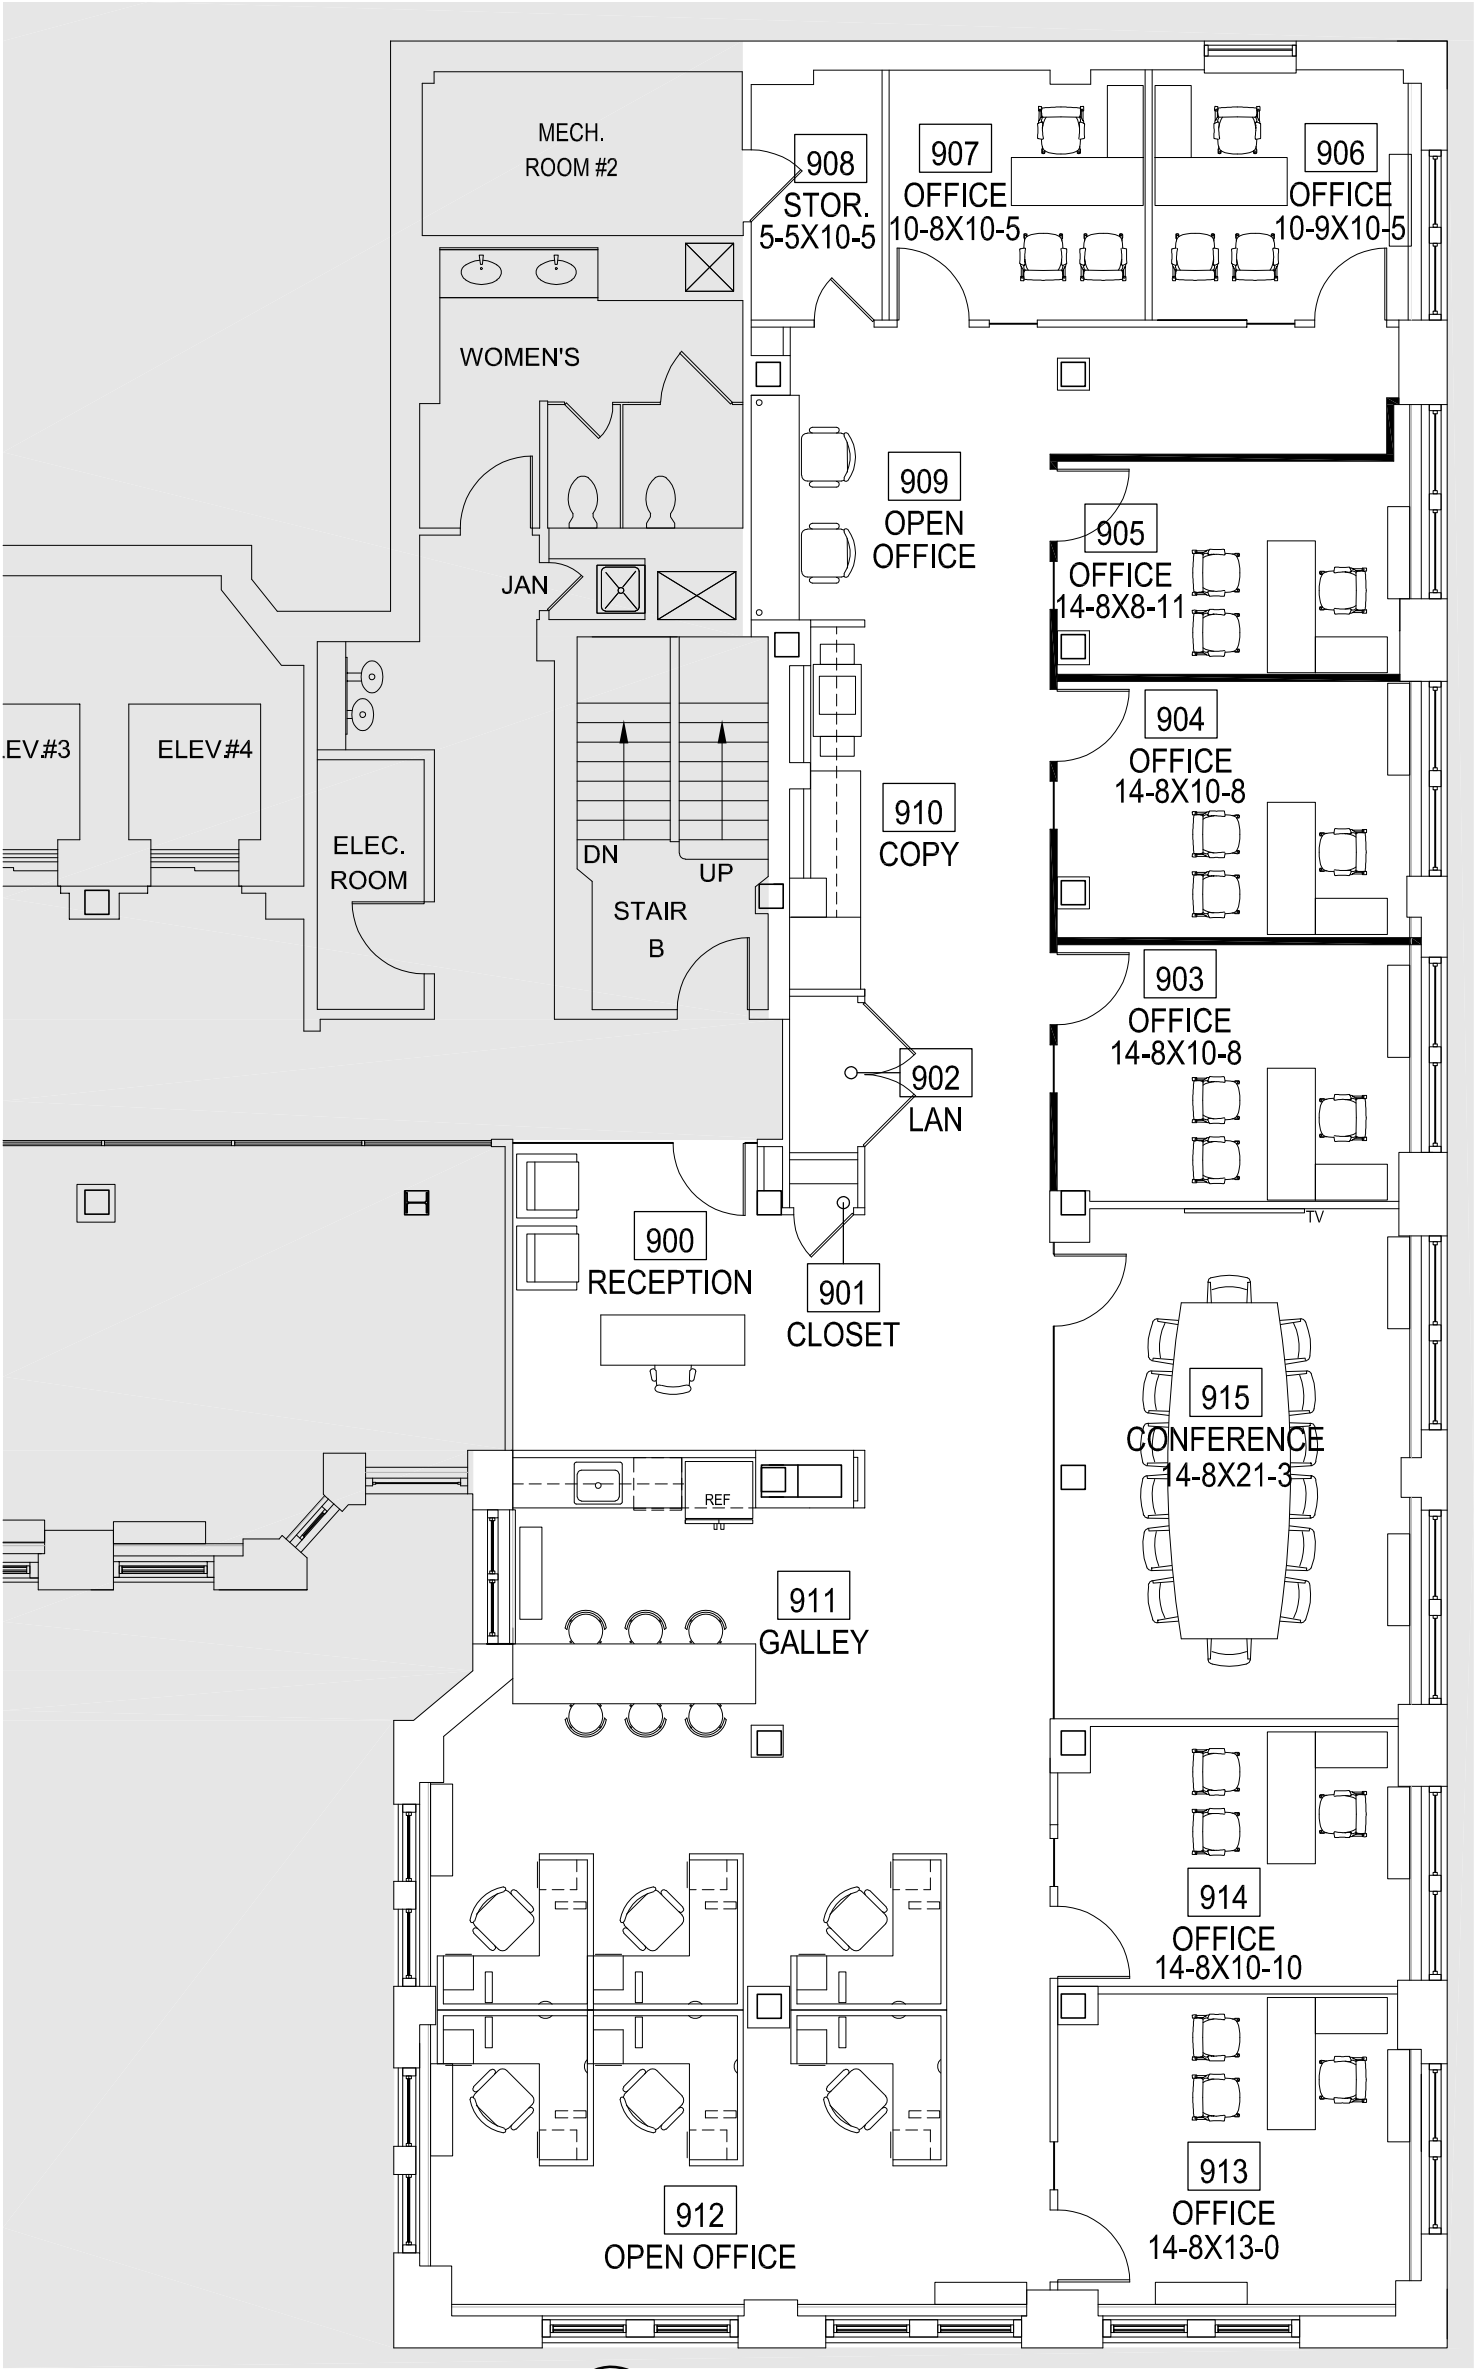 MECH.
ROOM #2
908
STOR.
5-5X10-5
907
OFFICE
10-8X10-5
906
OFFICE
10-9X10-5
WOMEN'S
909
OPEN
OFFICE
905
OFFICE
14-8X8-11
JAN
904
OFFICE
14-8X10-8
.EV.#3
ELEV.#4
910
COPY
ELEC.
ROOM
DN
UP
STAIR
B
903
OFFICE
14-8X10-8
902
LAN
900
RECEPTION
901
CLOSET
TV
915
CONFERENCE
14-8X21-3
REF
911
GALLEY
914
OFFICE
14-8X10-10
913
OFFICE
14-8X13-0
912
OPEN OFFICE